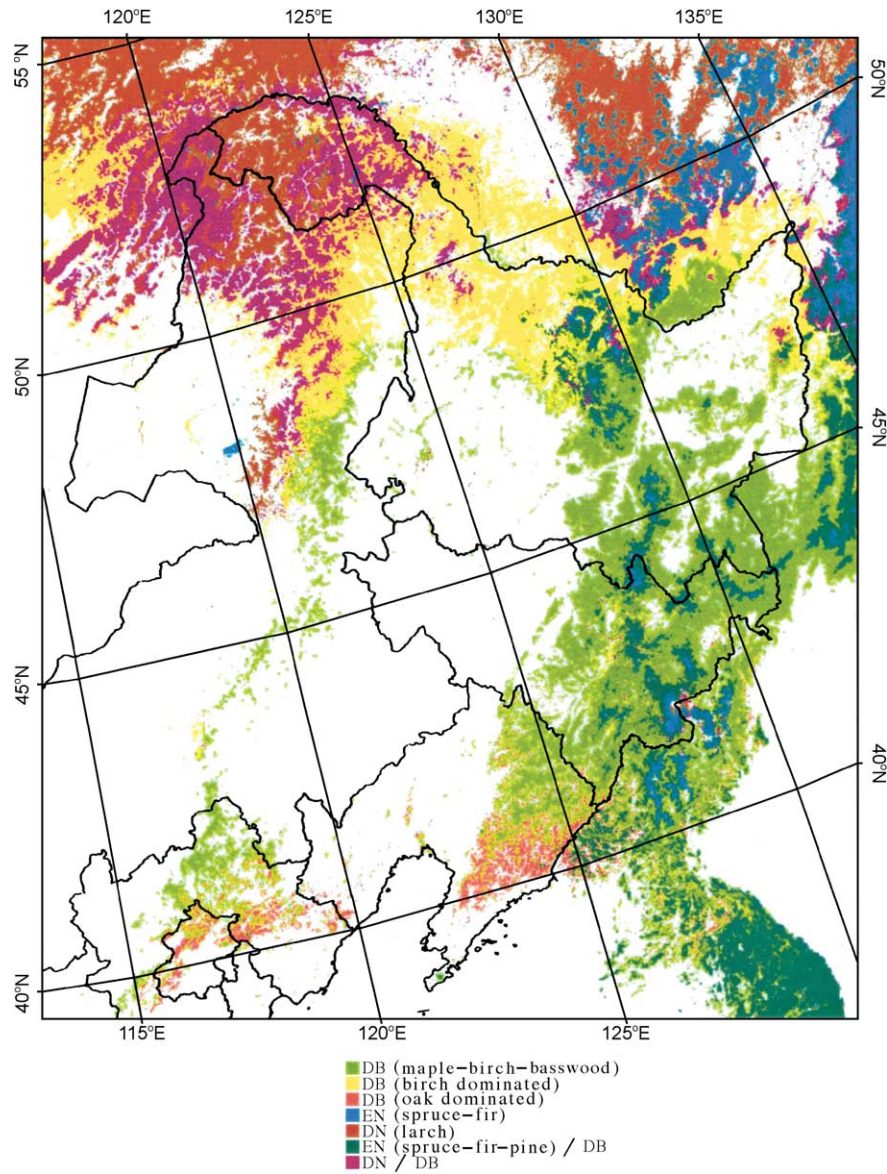 120°E 125°E 130°E 135°E
55 °N
50°N
50°N
45°N
45°N
40°N
40°N
115°E 120°E 125°E
DB (maple-birch-basswood)
DB (birch dominated)
DB (oak dominated)
EN (spruce-fir)
DN (larch)
EN (spruce-fir-pine) / DB
DN / DB